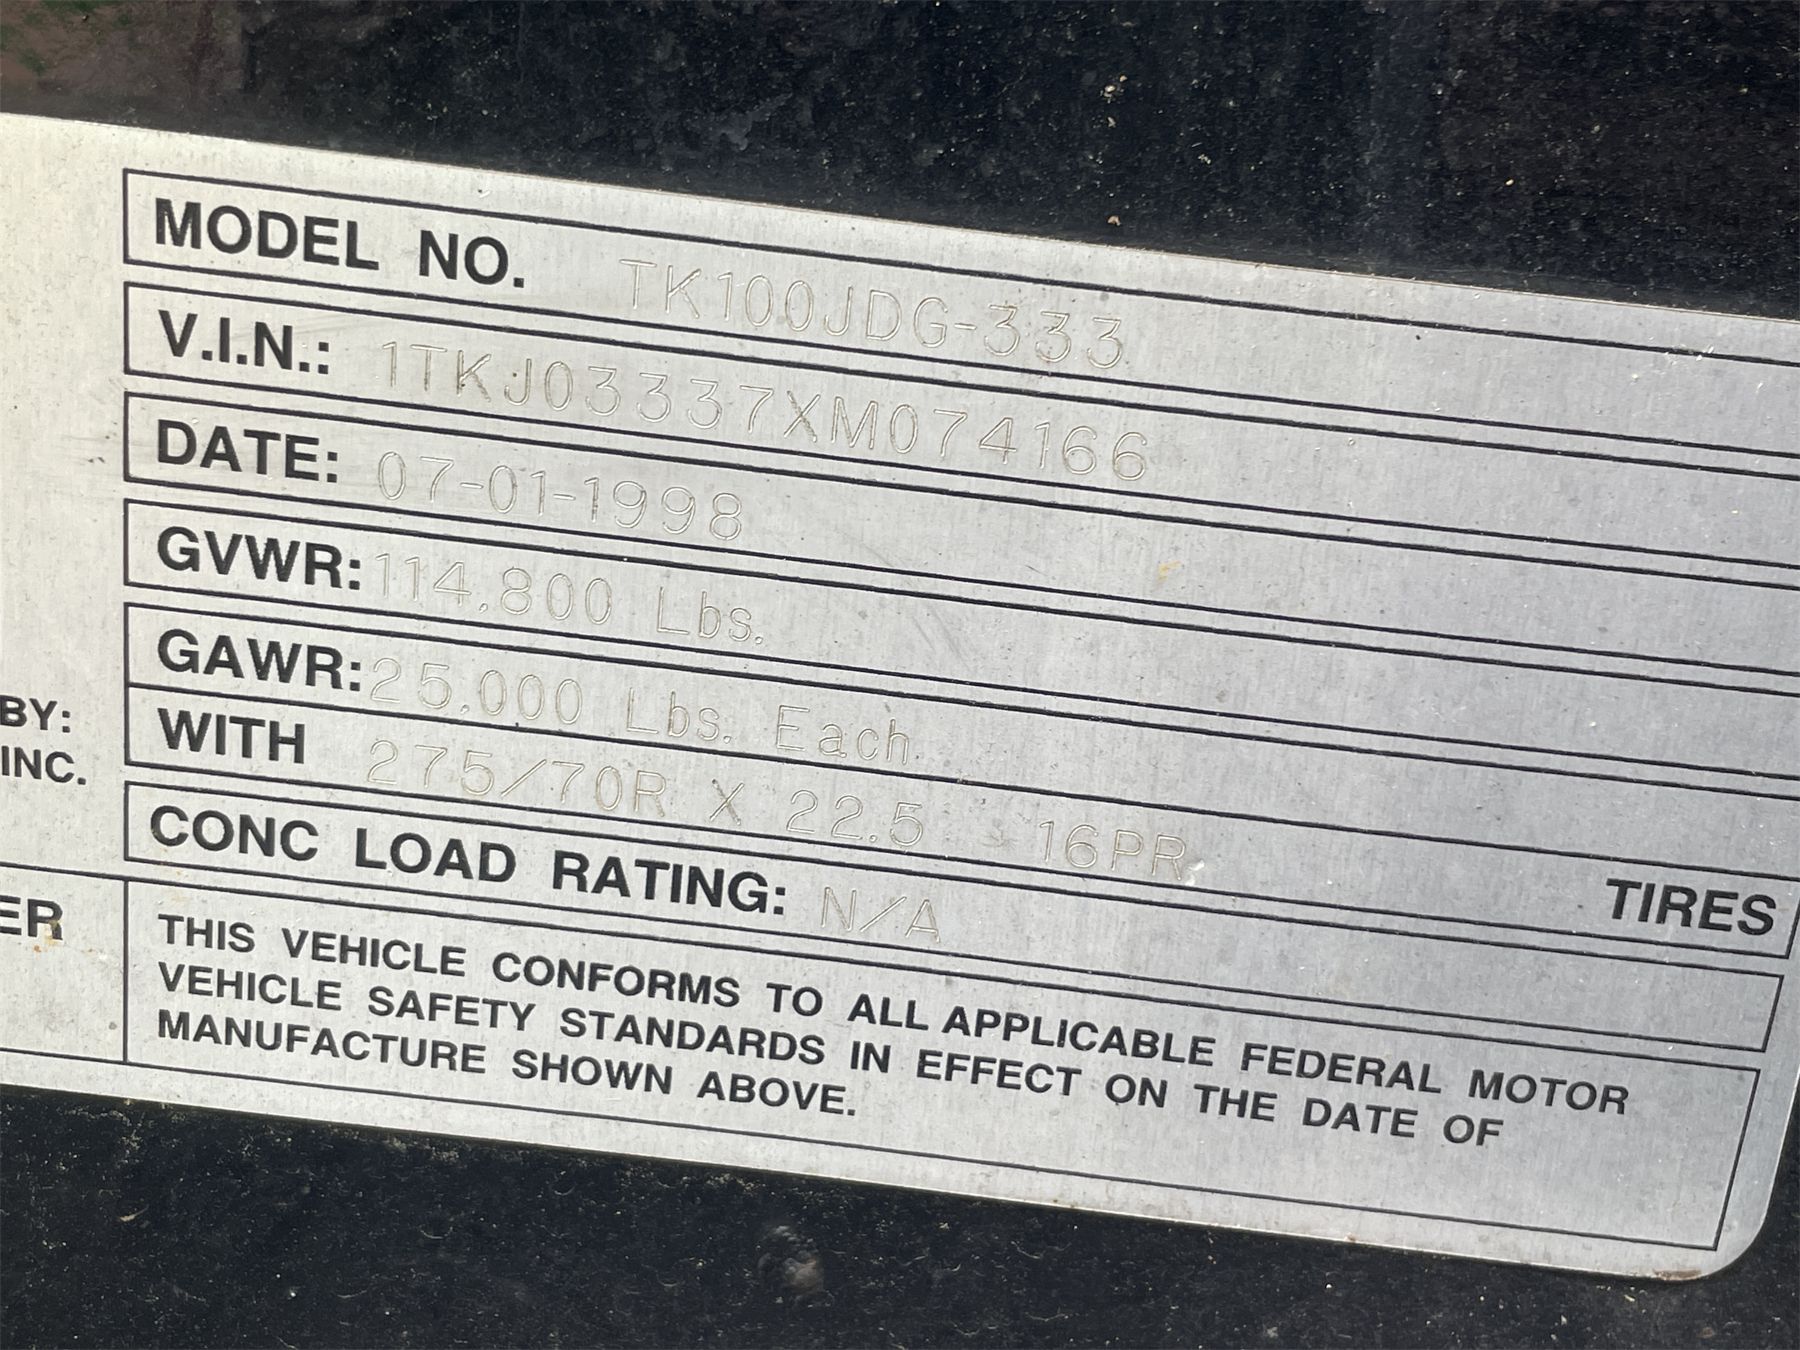 MODEL NO. TK100JDG-333
V.I.N.: 1TKJ03337XM074166
DATE: 07-01-1998
GVWR: 114,800 Lbs.
GAWR: 25,000 Lbs. Each
BY:
WITH 275/70R X 22.5 - 16PR TIRES
INC.
CONC LOAD RATING: N/A
ER
THIS VEHICLE CONFORMS TO ALL APPLICABLE FEDERAL MOTOR
VEHICLE SAFETY STANDARDS IN EFFECT ON THE DATE OF
MANUFACTURE SHOWN ABOVE.